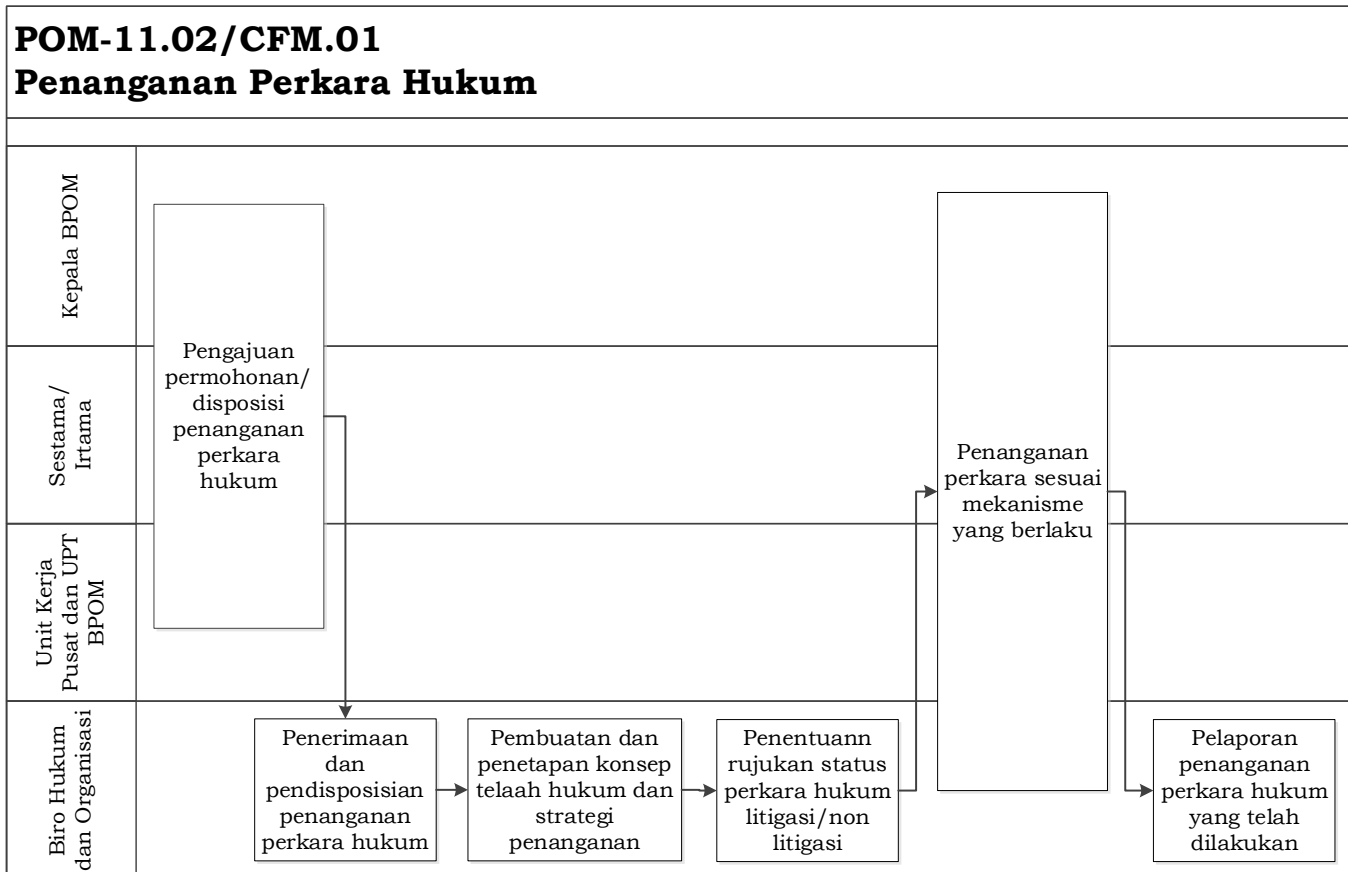 POM-11.02/CFM.01
Penanganan Perkara Hukum
Kepala BPOM
Sestama/
Irtama
Unit Kerja
Pusat dan UPT
BPOM
Biro Hukum
dan Organisasi
Pengajuan
permohonan/
disposisi
penanganan
perkara
hukum
Penerimaan
dan
pendisposisian
penanganan
perkara hukum
Pembuatan dan
penetapan konsep
telaah hukum dan
strategi
penanganan
Penentuann
rujukan status
perkara hukum
litigasi/non
litigasi
Penanganan
perkara sesuai
mekanisme
yang berlaku
Pelaporan
penanganan
perkara hukum
yang telah
dilakukan